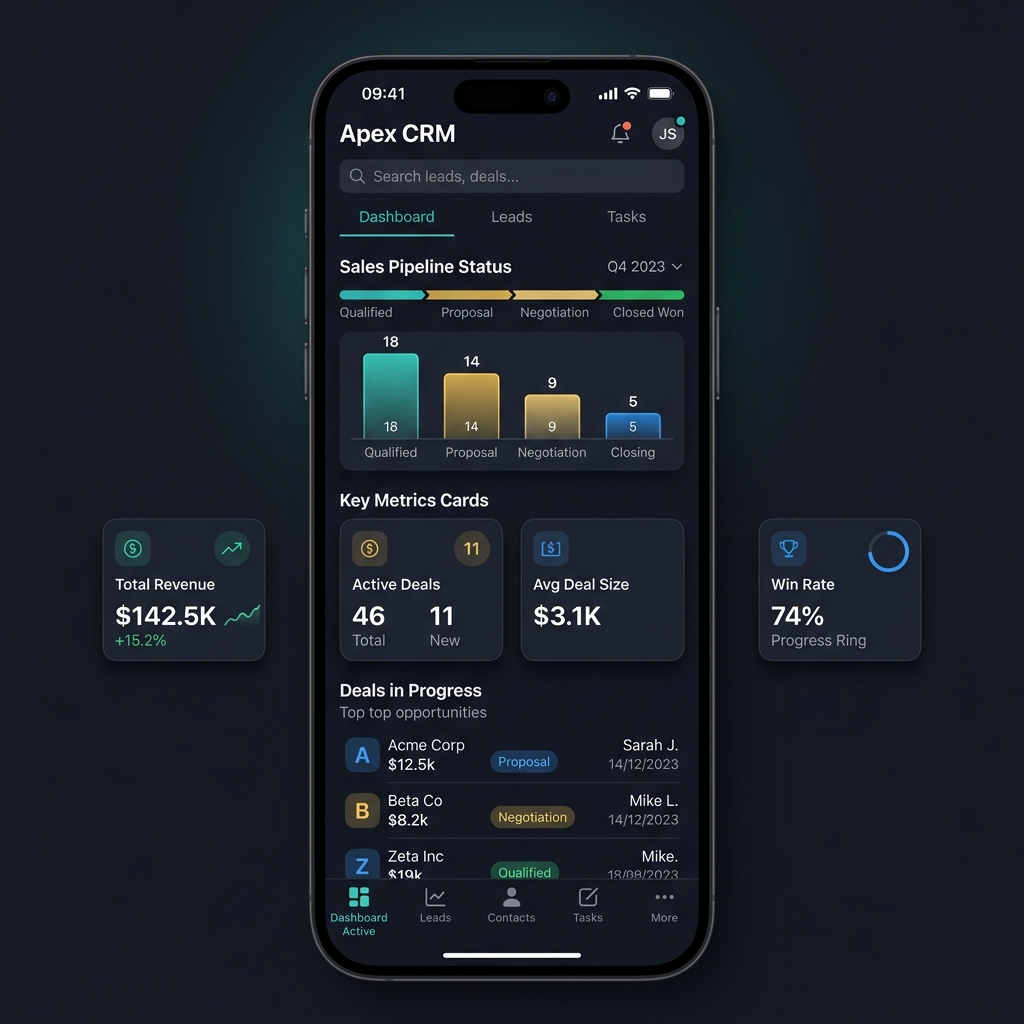 09:41
Apex CRM
JS
Search leads, deals...
Dashboard Leads Tasks
Sales Pipeline Status Q4 2023
Qualified Proposal Negotiation Closed Won
18 14 9 5
18 14 9 5
Qualified Proposal Negotiation Closing
Key Metrics Cards
Total Revenue
$142.5K
+15.2%
11
Active Deals
46 11
Total New
Avg Deal Size
$3.1K
Win Rate
74%
Progress Ring
Deals in Progress
Top top opportunities
A Acme Corp Sarah J.
$12.5k Proposal 14/12/2023
B Beta Co Mike L.
$8.2k Negotiation 14/12/2023
Z Zeta Inc Mike.
$19k Qualified
Dashboard Leads Contacts Tasks More
Active